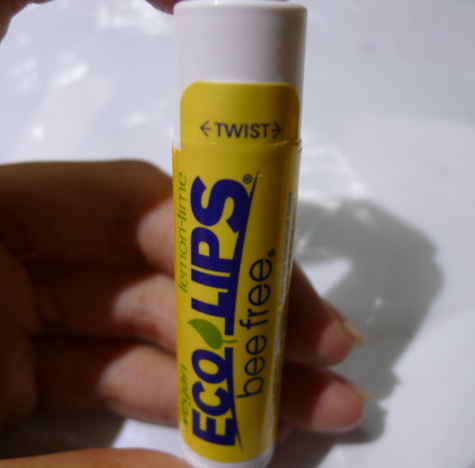 ←TWIST→
vegan lemon-lime
ECO LIPS®
bee free®